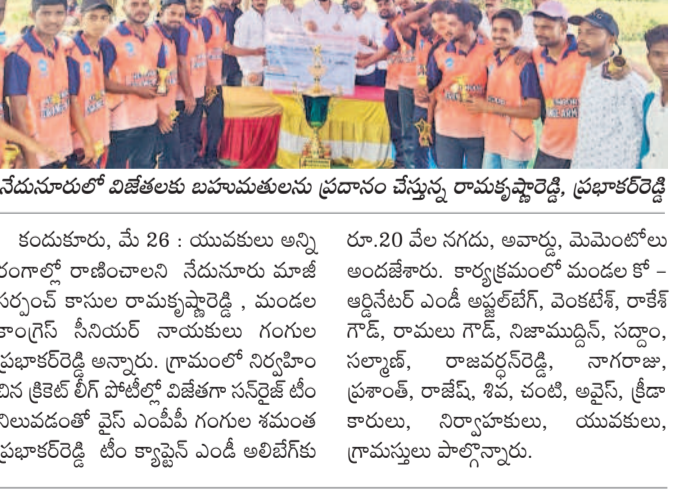 నేదునూరులో విజేతలకు బహుమతులను ప్రదానం చేస్తున్న రామకృష్ణారెడ్డి, ప్రభాకర్‌రెడ్డి
కందుకూరు, మే 26 : యువకులు అన్ని
రంగాల్లో రాణించాలని నేదునూరు మాజీ
సర్పంచ్ కాసుల రామకృష్ణారెడ్డి , మండల
కాంగ్రెస్ సీనియర్ నాయకులు గంగుల
ప్రభాకర్‌రెడ్డి అన్నారు. గ్రామంలో నిర్వహిం
చిన క్రికెట్ లీగ్ పోటీల్లో విజేతగా సన్‌రైజ్ టీం
నిలువడంతో వైస్ ఎంపీపీ గంగుల శమంత
ప్రభాకర్‌రెడ్డి టీం క్యాప్టెన్ ఎండీ అలిబేగ్‌కు
రూ.20 వేల నగదు, అవార్డు, మెమెంటోలు
అందజేశారు. కార్యక్రమంలో మండల కో –
ఆర్డినేటర్ ఎండీ అఫ్జల్‌బేగ్, వెంకటేశ్, రాకేశ్
గౌడ్, రామలు గౌడ్, నిజాముద్దిన్, సద్దాం,
సల్మాణ్, రాజవర్ధన్‌రెడ్డి, నాగరాజు,
ప్రశాంత్, రాజేష్, శివ, చంటి, అవైస్, క్రీడా
కారులు, నిర్వాహకులు, యువకులు,
గ్రామస్తులు పాల్గొన్నారు.